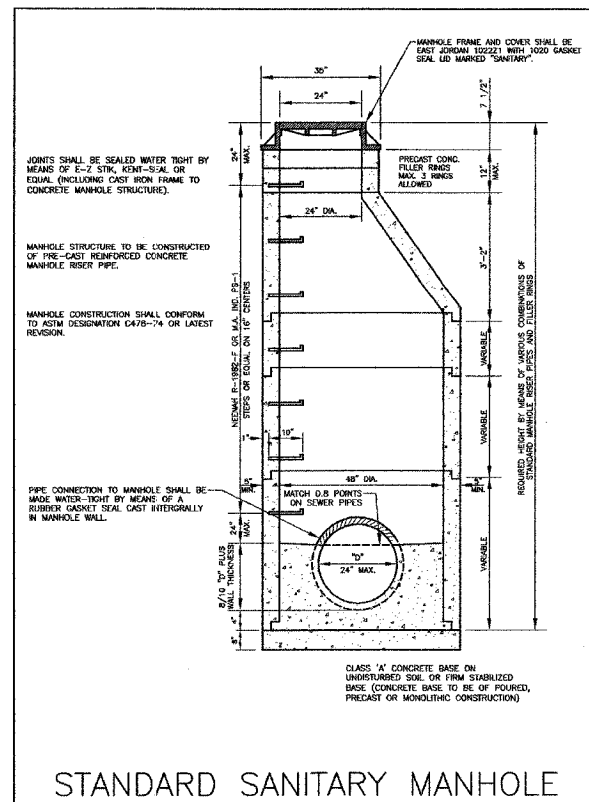 MANHOLE FRAME AND COVER SHALL BE
EAST JORDAN 1022Z1 WITH 1020 GASKET
SEAL LID MARKED "SANITARY".
36"
24"
7 1/2"
24"
MAX.
JOINTS SHALL BE SEALED WATER TIGHT BY
MEANS OF E-Z STIK, KENT-SEAL OR
EQUAL (INCLUDING CAST IRON FRAME TO
CONCRETE MANHOLE STRUCTURE).
PRECAST CONC.
FILLER RINGS
MAX. 3 RINGS
ALLOWED
12"
MAX.
24" DIA.
MANHOLE STRUCTURE TO BE CONSTRUCTED
OF PRE-CAST REINFORCED CONCRETE
MANHOLE RISER PIPE.
3'-2"
MANHOLE CONSTRUCTION SHALL CONFORM
TO ASTM DESIGNATION C478-74 OR LATEST
REVISION.
NEENAH R-1982-F OR M.A. IND. PS-1
STEPS OR EQUAL ON 16" CENTERS
REQUIRED HEIGHT BY MEANS OF VARIOUS COMBINATIONS OF
STANDARD MANHOLE RISER PIPES AND FILLER RINGS
VARIABLE
VARIABLE
1"
10"
48" DIA.
5"
MIN.
5"
MIN.
PIPE CONNECTION TO MANHOLE SHALL BE
MADE WATER-TIGHT BY MEANS OF A
RUBBER GASKET SEAL CAST INTERGRALLY
IN MANHOLE WALL.
MATCH 0.8 POINTS
ON SEWER PIPES
24"
MAX.
VARIABLE
"D"
24" MAX.
8/10 "D" PLUS
WALL THICKNESS
4"
8"
CLASS 'A' CONCRETE BASE ON
UNDISTURBED SOIL OR FIRM STABILIZED
BASE (CONCRETE BASE TO BE OF POURED,
PRECAST OR MONOLITHIC CONSTRUCTION)
STANDARD SANITARY MANHOLE